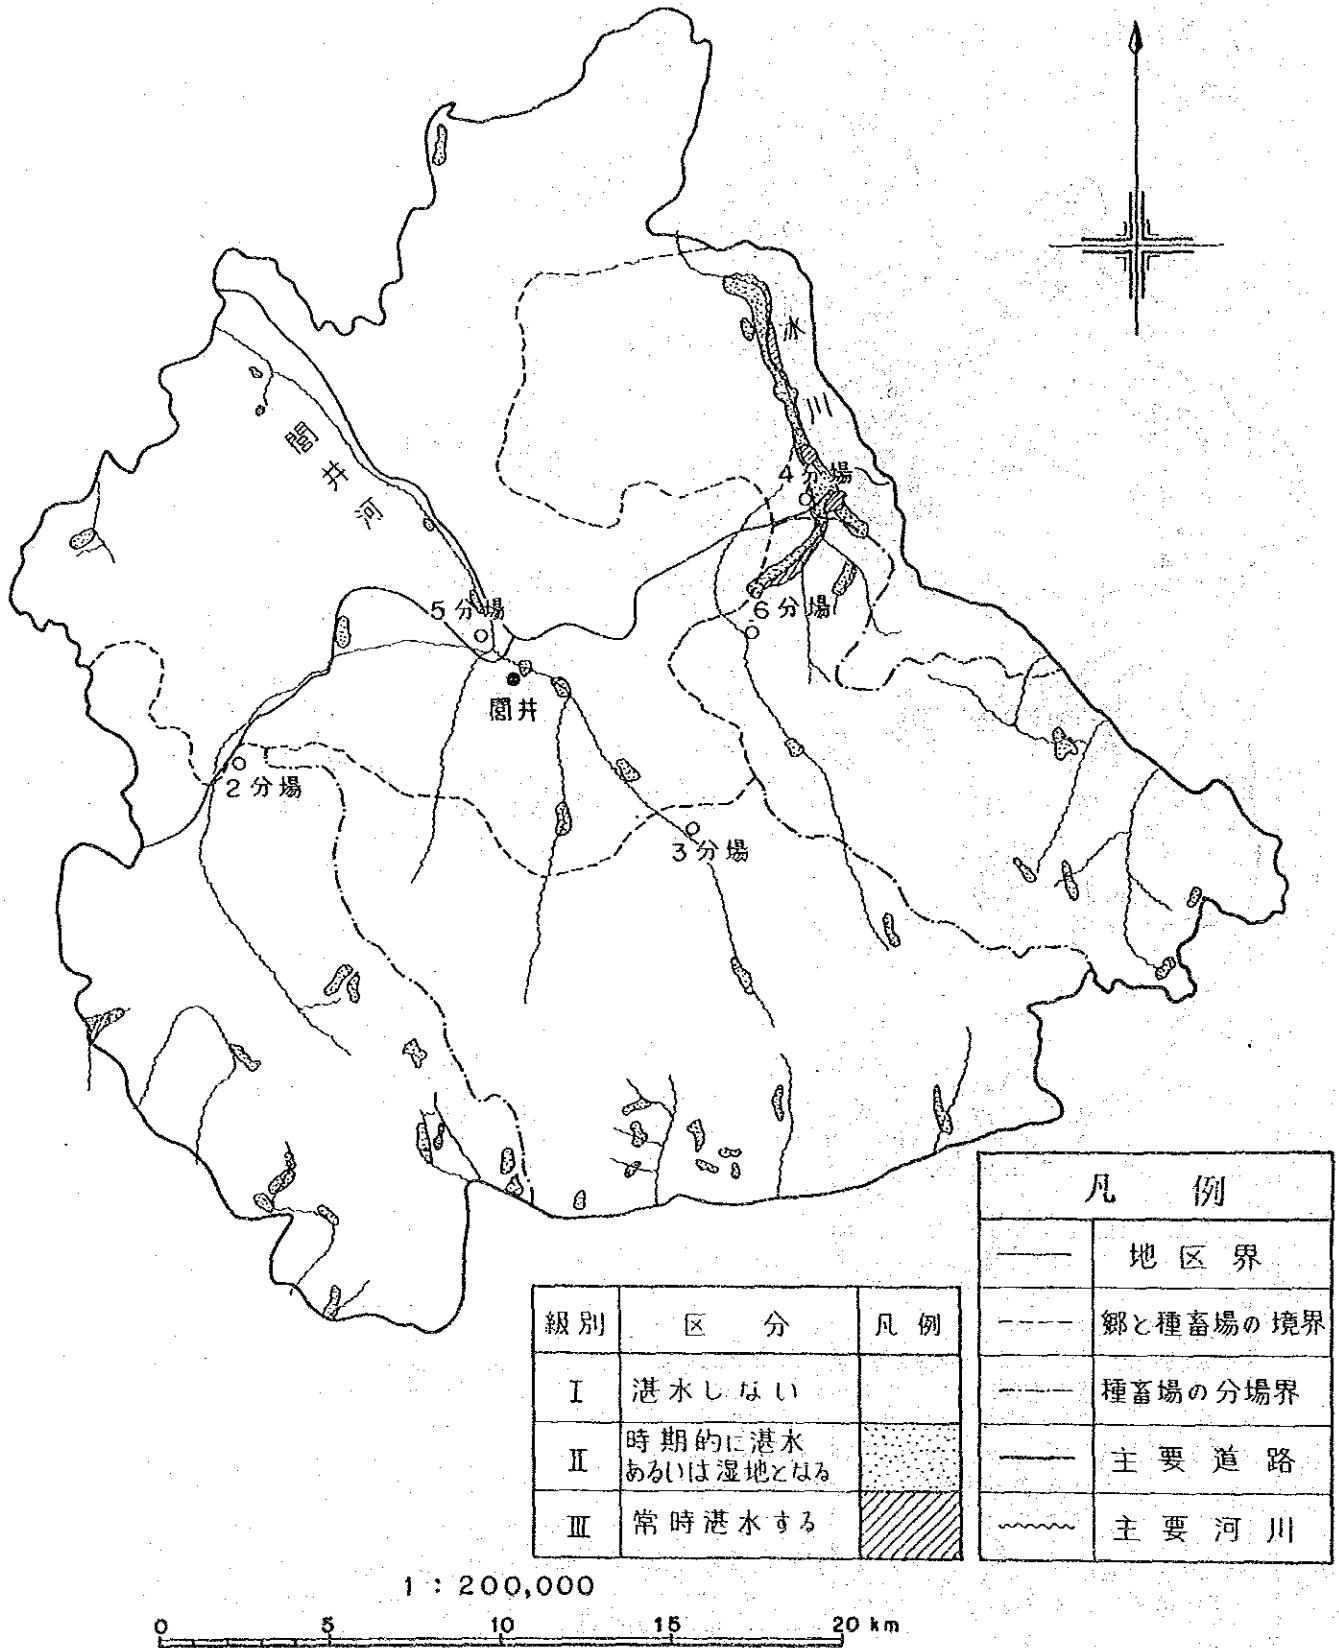 冰
川
閻
井
河
4分場
5分場
6分場
閻井
2分場
3分場
凡例
地区界
郷と種畜場の境界
種畜場の分場界
主要道路
主要河川
級別 区分 凡例
I 湛水しない
II 時期的に湛水
あるいは湿地となる
III 常時湛水する
1 : 200,000
0 5 10 15 20 km